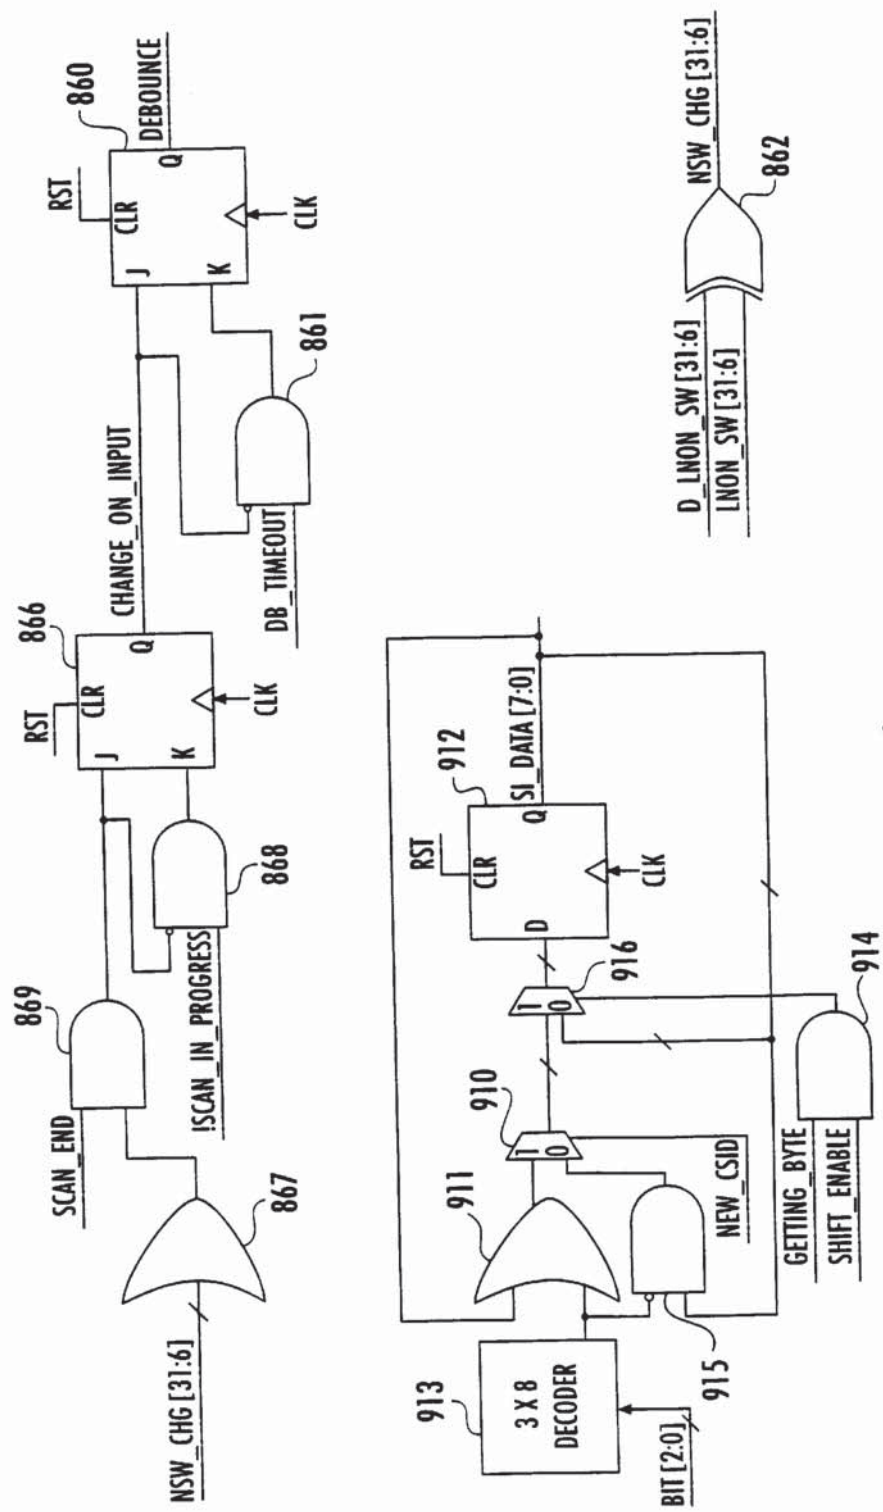 NSW_CHG [31:6]
867
SCAN_END
869
!SCAN_IN_PROGRESS
868
RST
866
J
CLR
K
Q
CLK
CHANGE_ON_INPUT
DB_TIMEOUT
861
RST
860
J
CLR
K
Q
CLK
DEBOUNCE
BIT [2:0]
913
3 X 8
DECODER
911
915
910
1
0
NEW_CSID
GETTING_BYTE
SHIFT_ENABLE
914
916
1
0
RST
912
D
CLR
Q
CLK
SI_DATA [7:0]
D_LNON_SW [31:6]
LNON_SW [31:6]
NSW_CHG [31:6]
862